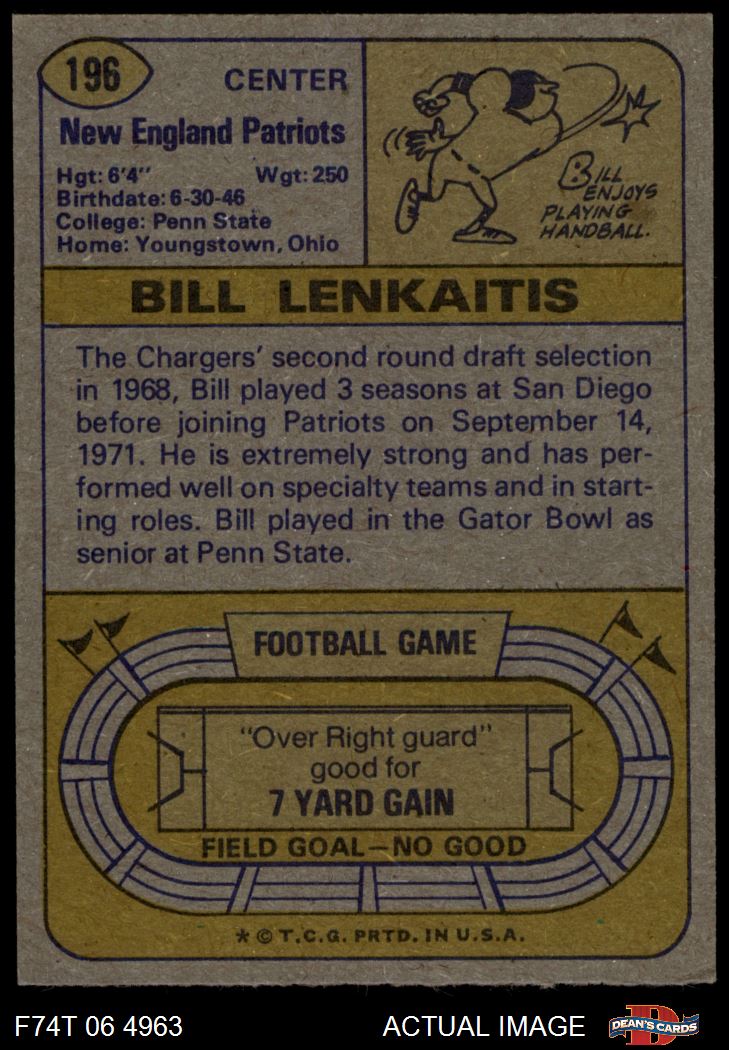 196
CENTER
New England Patriots
Hgt: 6'4" Wgt: 250
Birthdate: 6-30-46
College: Penn State
Home: Youngstown, Ohio
BILL
ENJOYS
PLAYING
HANDBALL.
BILL LENKAITIS
The Chargers' second round draft selection
in 1968, Bill played 3 seasons at San Diego
before joining Patriots on September 14,
1971. He is extremely strong and has per-
formed well on specialty teams and in start-
ing roles. Bill played in the Gator Bowl as
senior at Penn State.
FOOTBALL GAME
"Over Right guard"
good for
7 YARD GAIN
FIELD GOAL—NO GOOD
* © T.C.G. PRTD. IN U.S.A.
F74T 06 4963 ACTUAL IMAGE
D
DEAN'S CARDS